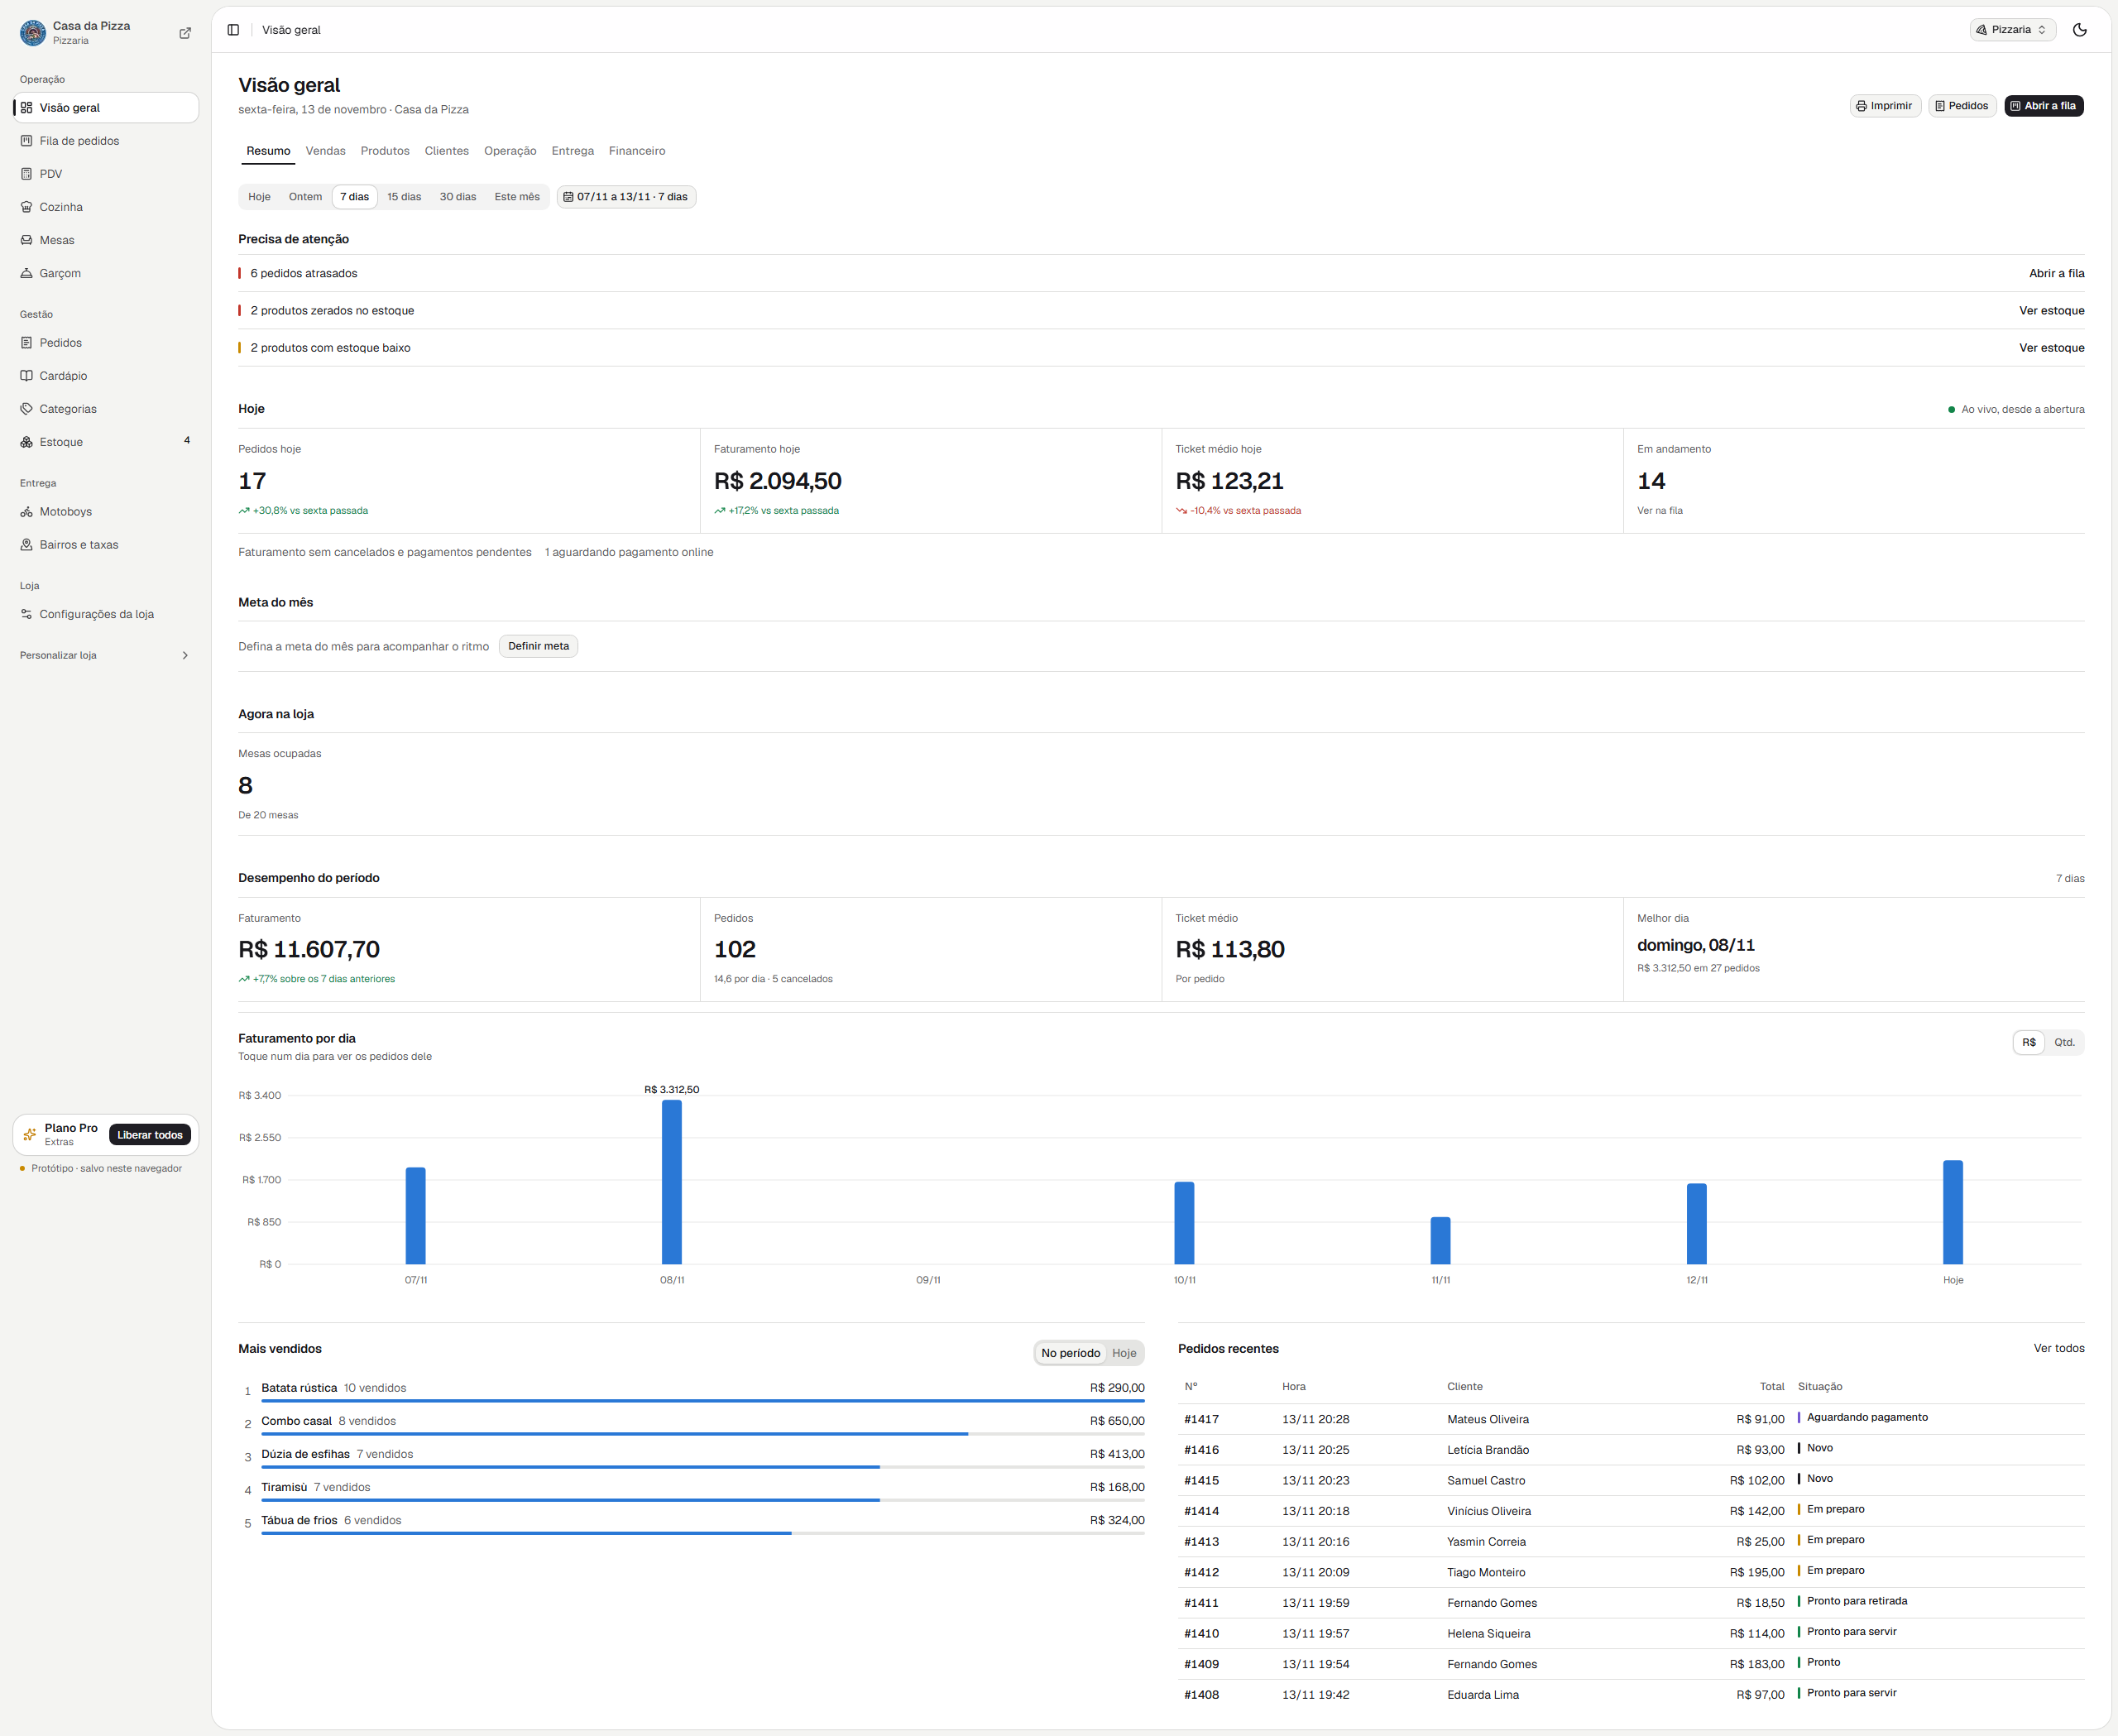 Casa da Pizza
Pizzaria
Operação
Visão geral
Fila de pedidos
PDV
Cozinha
Mesas
Garçom
Gestão
Pedidos
Cardápio
Categorias
Estoque 4
Entrega
Motoboys
Bairros e taxas
Loja
Configurações da loja
Personalizar loja
Plano Pro
Extras
Liberar todos
Protótipo · salvo neste navegador
Visão geral
Pizzaria
Visão geral
sexta-feira, 13 de novembro · Casa da Pizza
Imprimir Pedidos Abrir a fila
Resumo Vendas Produtos Clientes Operação Entrega Financeiro
Hoje Ontem 7 dias 15 dias 30 dias Este mês 07/11 a 13/11 · 7 dias
Precisa de atenção
6 pedidos atrasados Abrir a fila
2 produtos zerados no estoque Ver estoque
2 produtos com estoque baixo Ver estoque
Hoje Ao vivo, desde a abertura
Pedidos hoje
17
+30,8% vs sexta passada
Faturamento hoje
R$ 2.094,50
+17,2% vs sexta passada
Ticket médio hoje
R$ 123,21
-10,4% vs sexta passada
Em andamento
14
Ver na fila
Faturamento sem cancelados e pagamentos pendentes 1 aguardando pagamento online
Meta do mês
Defina a meta do mês para acompanhar o ritmo Definir meta
Agora na loja
Mesas ocupadas
8
De 20 mesas
Desempenho do período 7 dias
Faturamento
R$ 11.607,70
+7,7% sobre os 7 dias anteriores
Pedidos
102
14,6 por dia · 5 cancelados
Ticket médio
R$ 113,80
Por pedido
Melhor dia
domingo, 08/11
R$ 3.312,50 em 27 pedidos
Faturamento por dia
Toque num dia para ver os pedidos dele
R$ Qtd.
R$ 3.312,50
R$ 3.400
R$ 2.550
R$ 1.700
R$ 850
R$ 0
07/11 08/11 09/11 10/11 11/11 12/11 Hoje
Mais vendidos No período Hoje
1 Batata rústica 10 vendidos R$ 290,00
2 Combo casal 8 vendidos R$ 650,00
3 Dúzia de esfihas 7 vendidos R$ 413,00
4 Tiramisù 7 vendidos R$ 168,00
5 Tábua de frios 6 vendidos R$ 324,00
Pedidos recentes Ver todos
Nº Hora Cliente Total Situação
#1417 13/11 20:28 Mateus Oliveira R$ 91,00 Aguardando pagamento
#1416 13/11 20:25 Letícia Brandão R$ 93,00 Novo
#1415 13/11 20:23 Samuel Castro R$ 102,00 Novo
#1414 13/11 20:18 Vinícius Oliveira R$ 142,00 Em preparo
#1413 13/11 20:16 Yasmin Correia R$ 25,00 Em preparo
#1412 13/11 20:09 Tiago Monteiro R$ 195,00 Em preparo
#1411 13/11 19:59 Fernando Gomes R$ 18,50 Pronto para retirada
#1410 13/11 19:57 Helena Siqueira R$ 114,00 Pronto para servir
#1409 13/11 19:54 Fernando Gomes R$ 183,00 Pronto
#1408 13/11 19:42 Eduarda Lima R$ 97,00 Pronto para servir